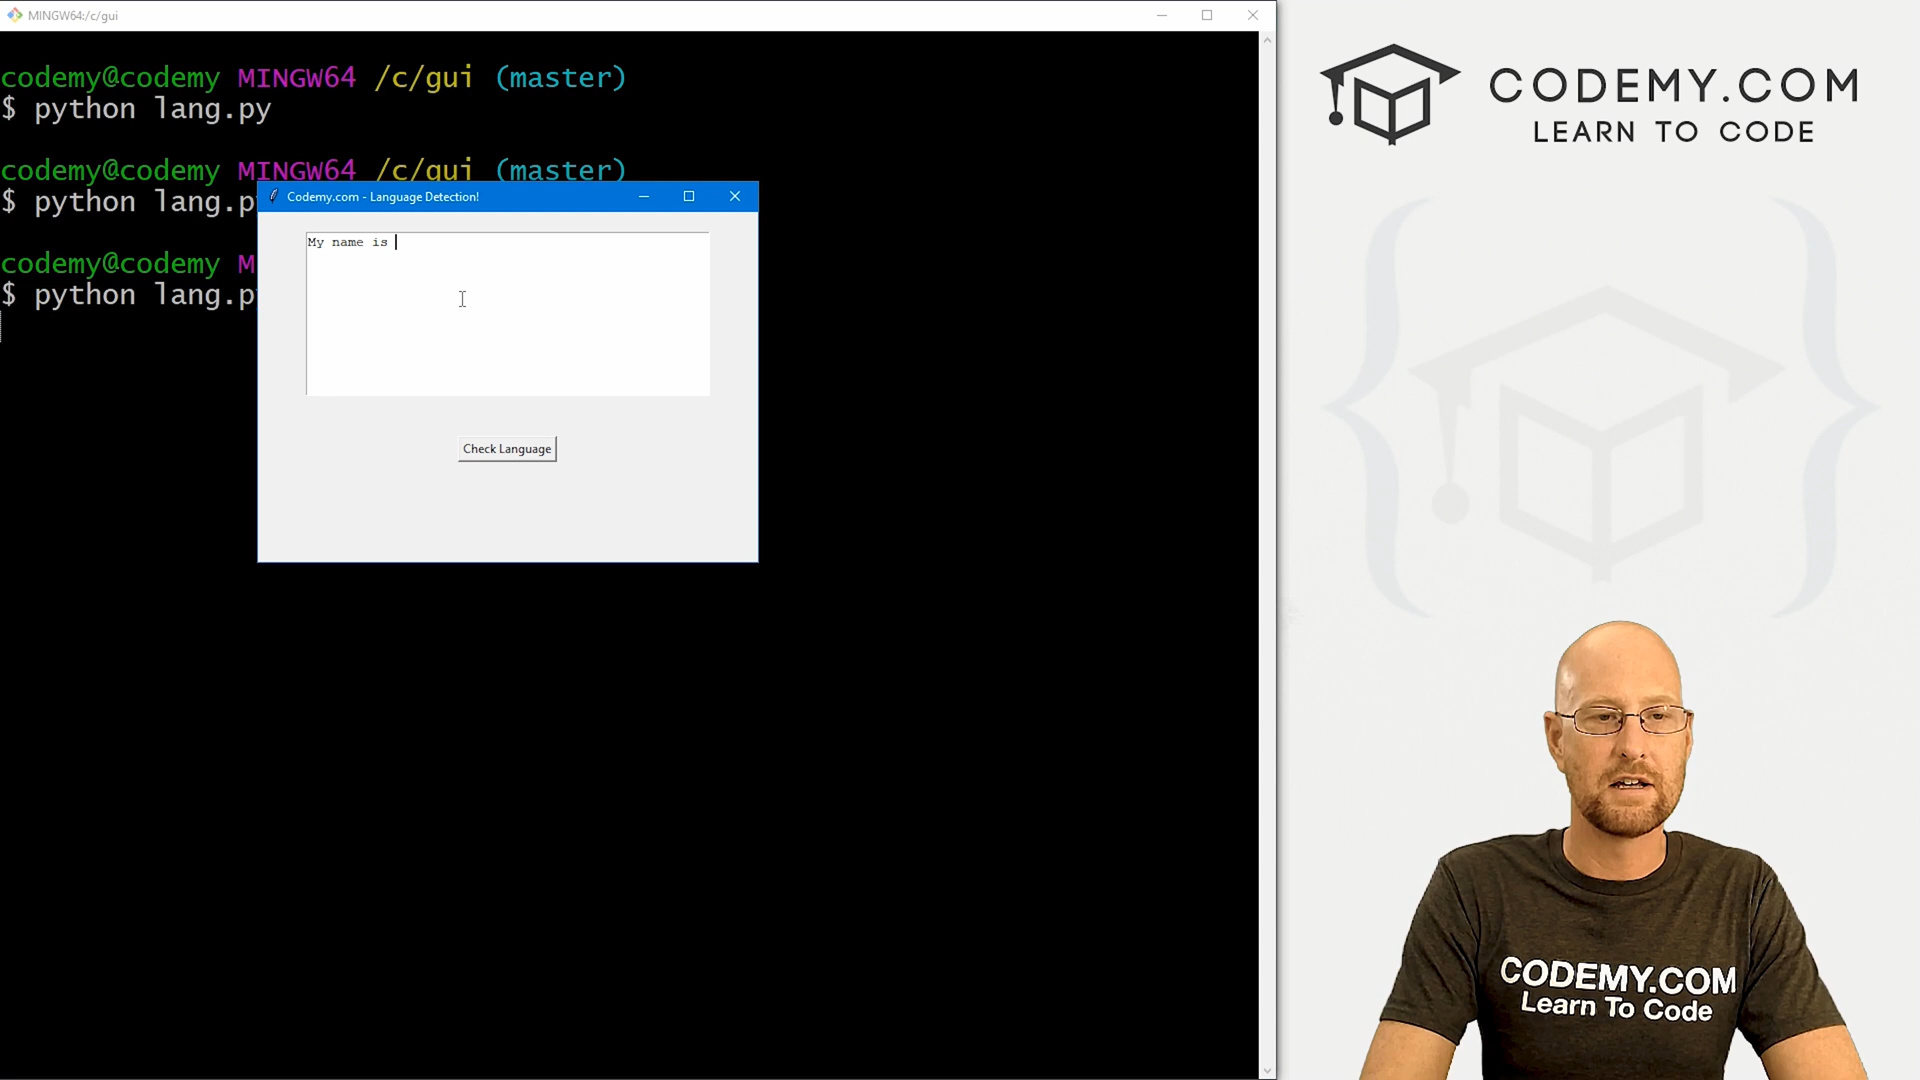 MINGW64:/c/gui
codemy@codemy MINGW64 /c/gui (master)
$ python lang.py
codemy@codemy MINGW64 /c/gui (master)
$ python lang.p
codemy@codemy M
$ python lang.p
Codemy.com - Language Detection!
My name is
Check Language
CODEMY.COM
LEARN TO CODE
CODEMY.COM
Learn To Code